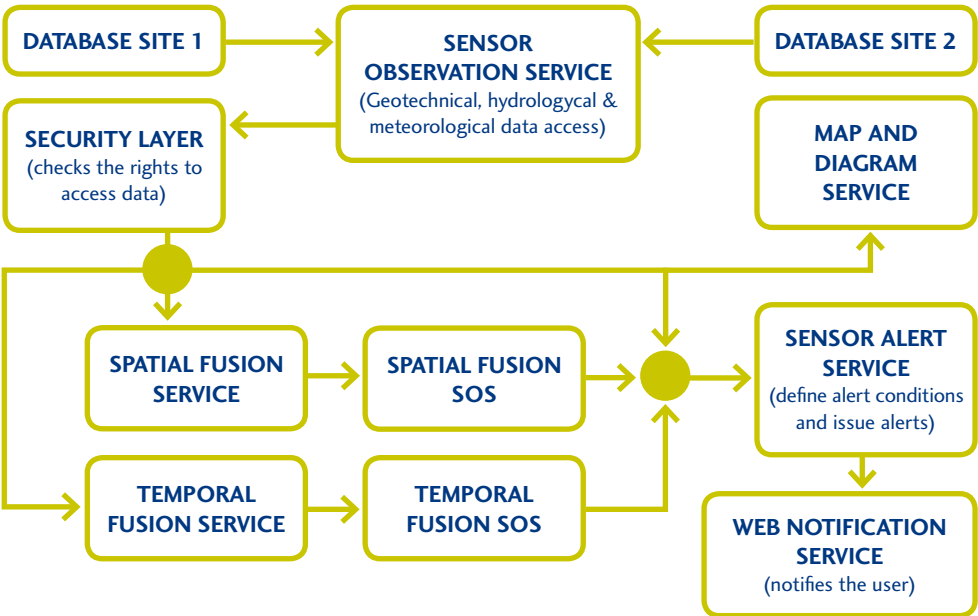 DATABASE SITE 1
SENSOR
OBSERVATION SERVICE
(Geotechnical, hydrologycal &
meteorological data access)
DATABASE SITE 2
SECURITY LAYER
(checks the rights to
access data)
MAP AND
DIAGRAM
SERVICE
SPATIAL FUSION
SERVICE
SPATIAL FUSION
SOS
SENSOR ALERT
SERVICE
(define alert conditions
and issue alerts)
TEMPORAL
FUSION SERVICE
TEMPORAL
FUSION SOS
WEB NOTIFICATION
SERVICE
(notifies the user)